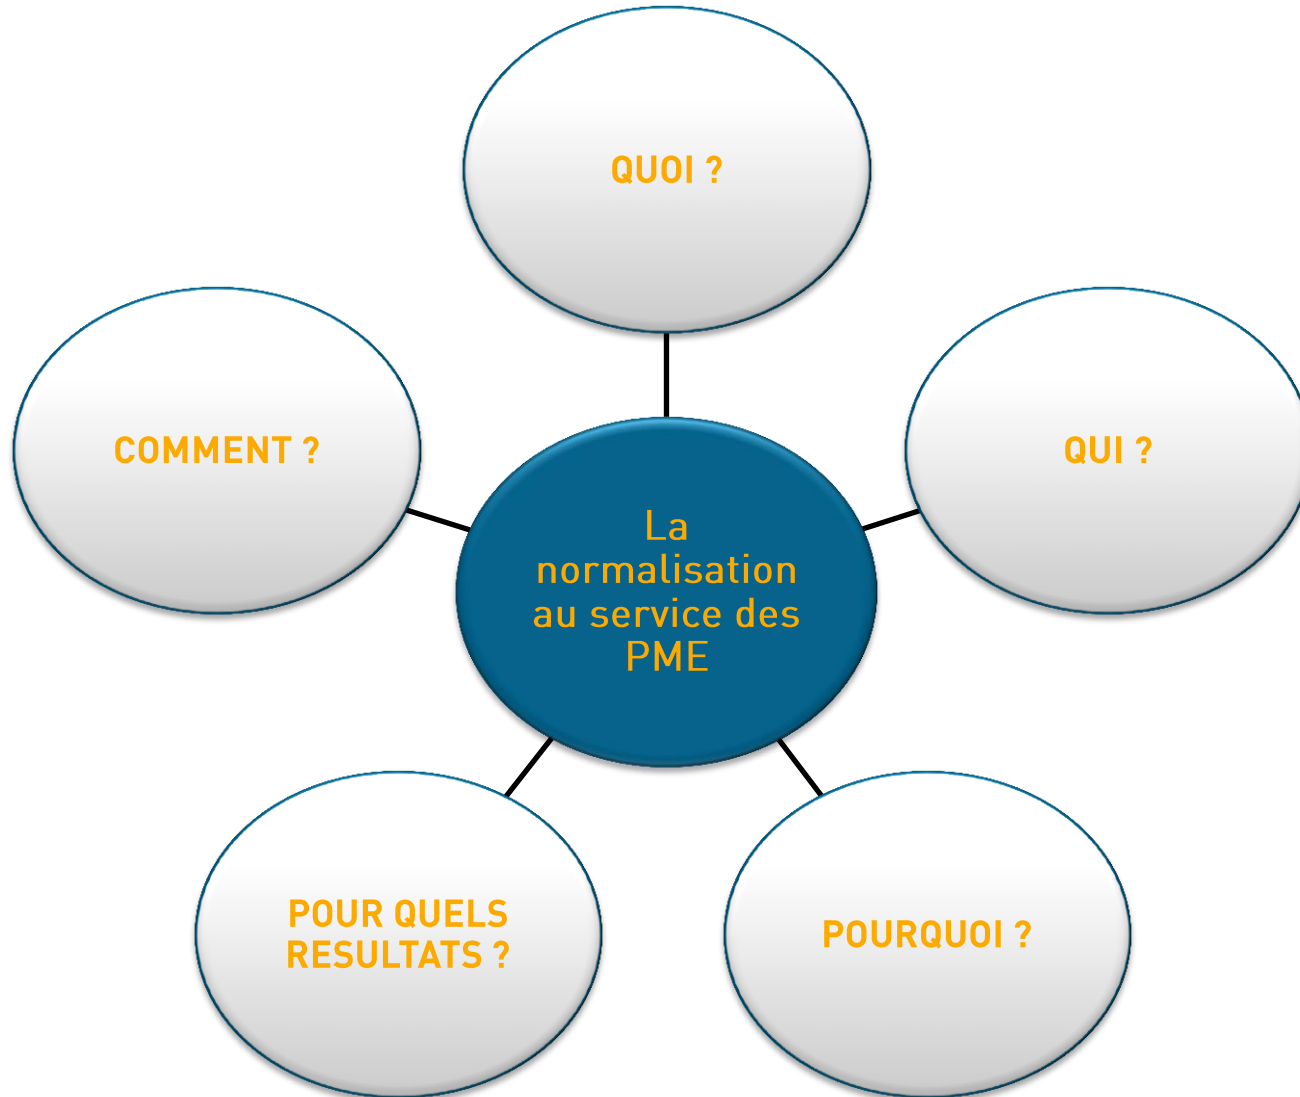 QUOI ?
COMMENT ?
QUI ?
La
normalisation
au service des
PME
POUR QUELS
RESULTATS ?
POURQUOI ?